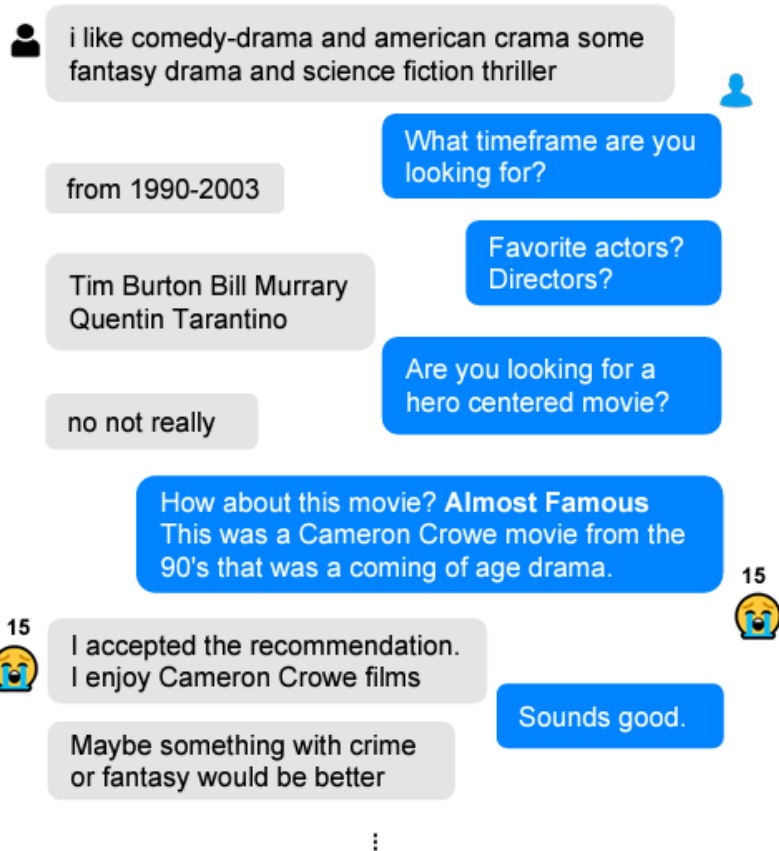 i like comedy-drama and american crama some
fantasy drama and science fiction thriller
What timeframe are you
looking for?
from 1990-2003
Favorite actors?
Directors?
Tim Burton Bill Murrary
Quentin Tarantino
Are you looking for a
hero centered movie?
no not really
How about this movie? Almost Famous
This was a Cameron Crowe movie from the
90's that was a coming of age drama.
15
15
I accepted the recommendation.
I enjoy Cameron Crowe films
Sounds good.
Maybe something with crime
or fantasy would be better